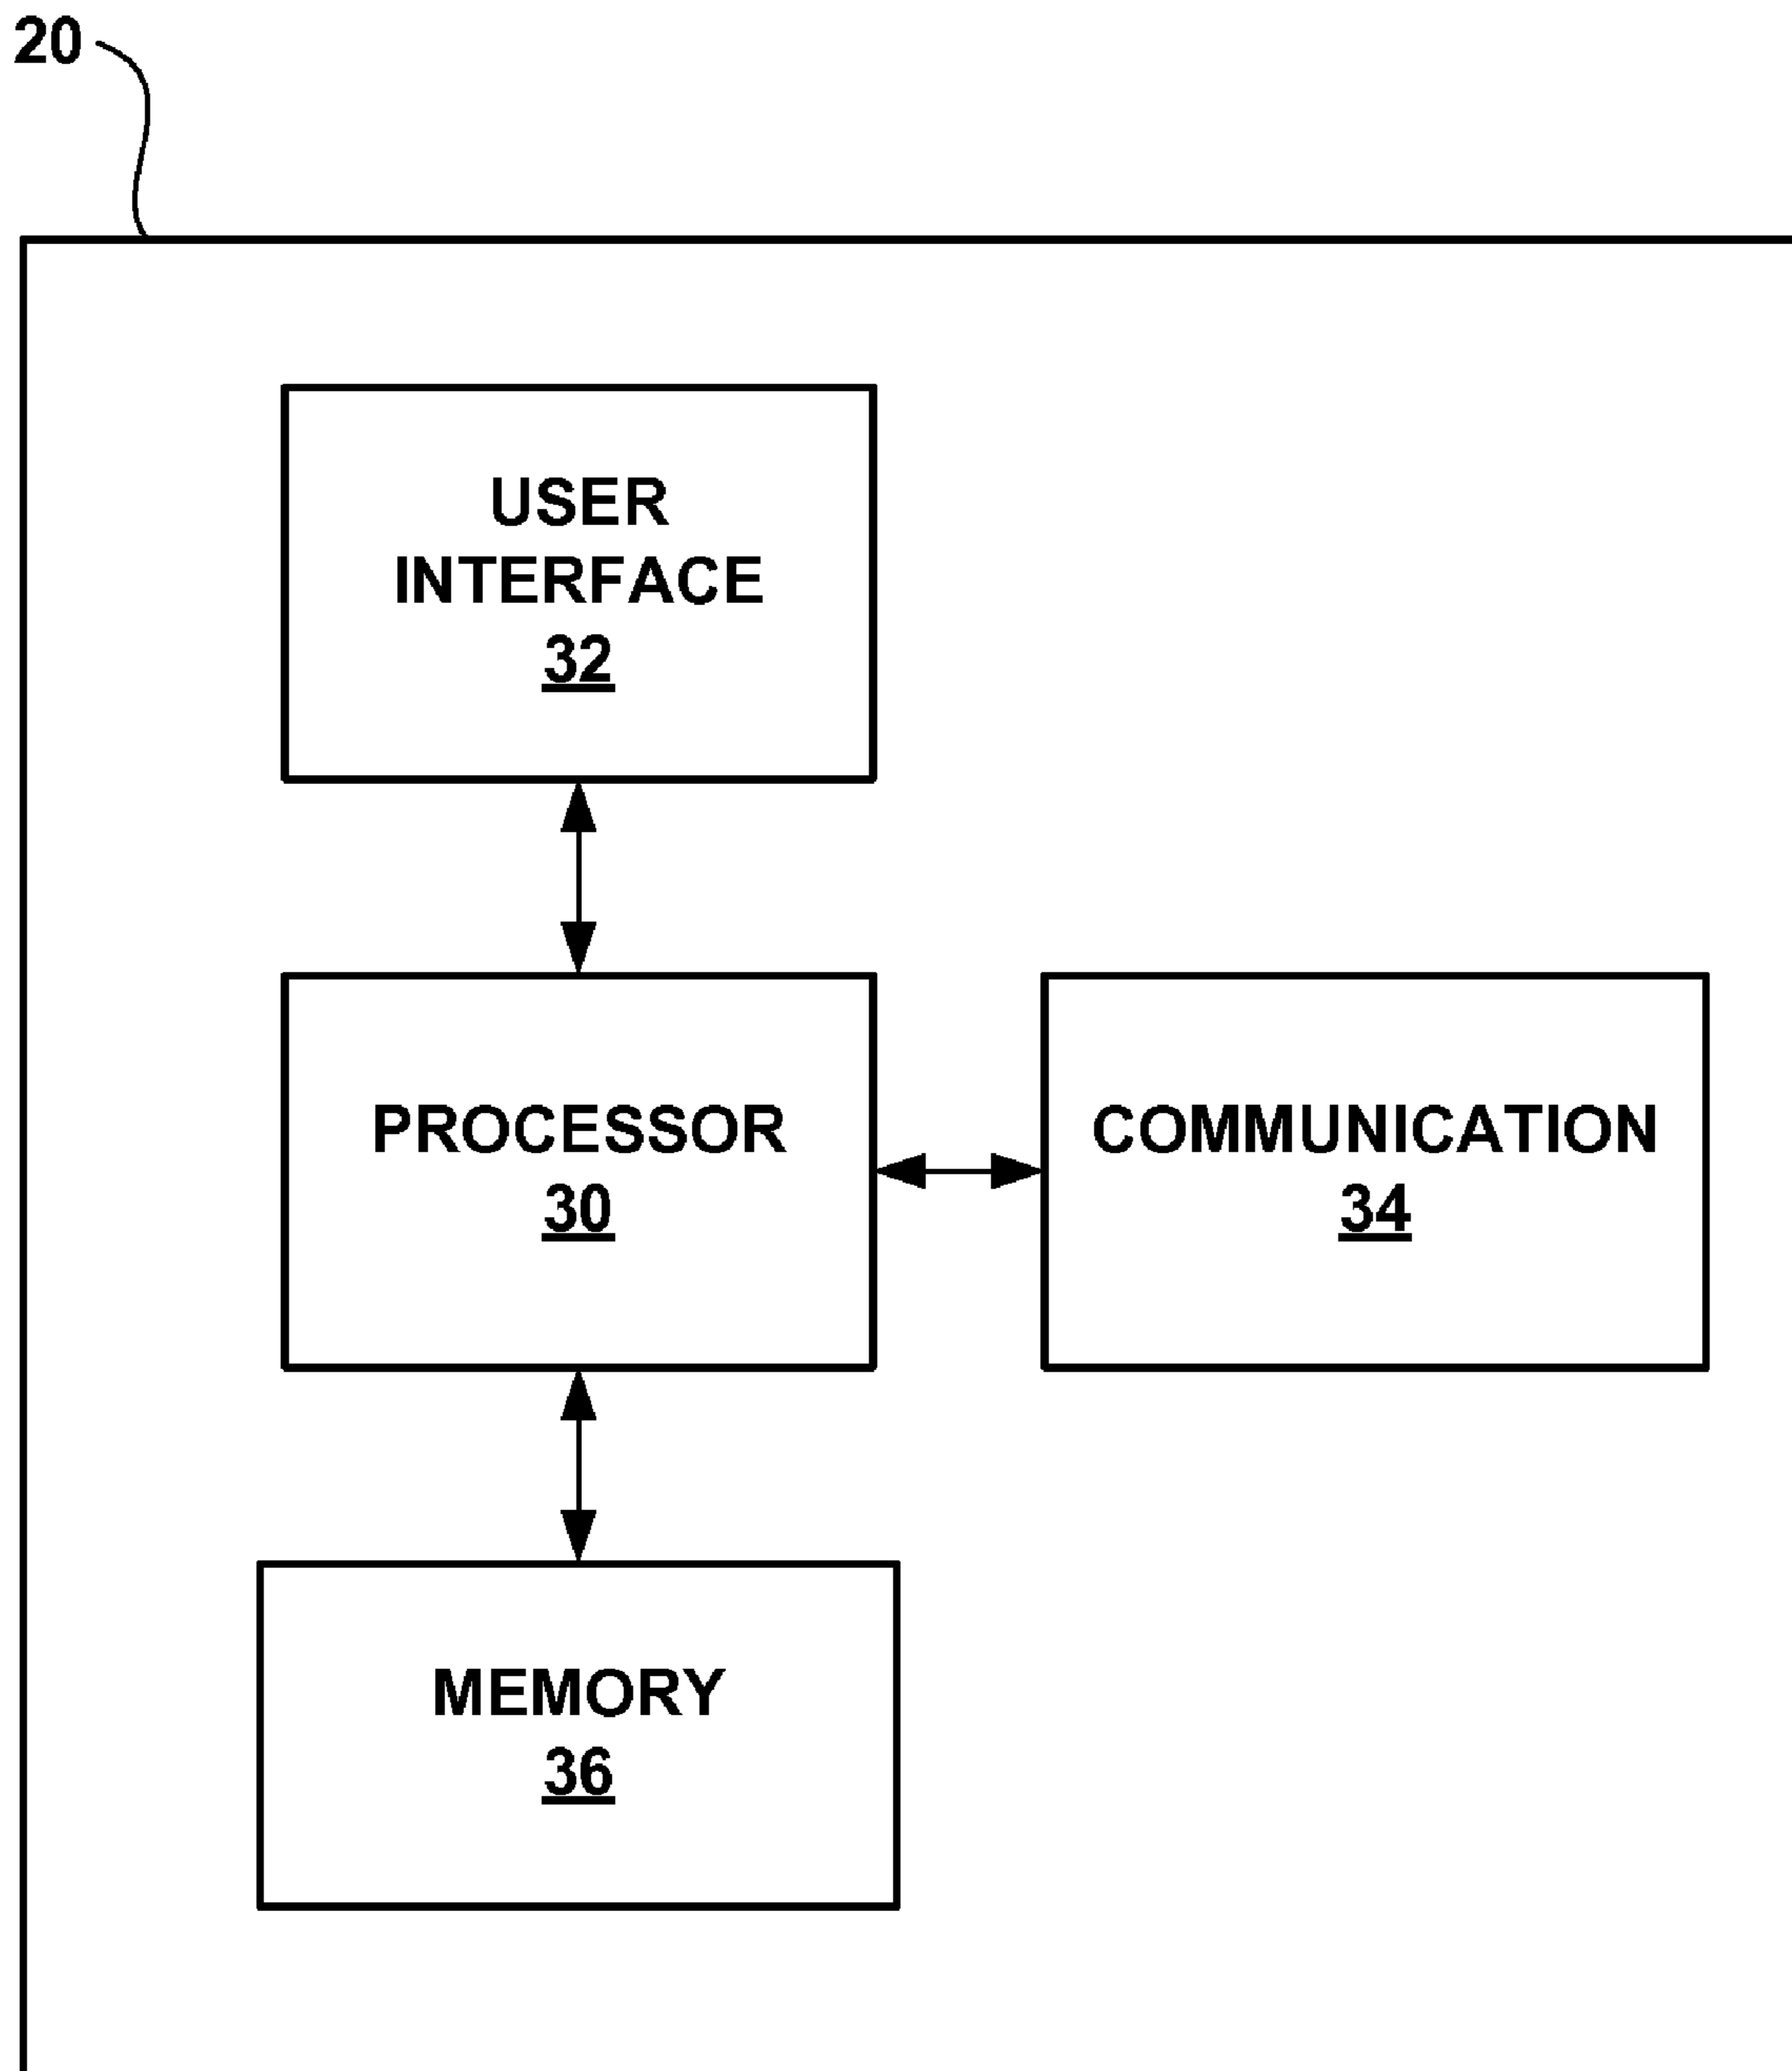 20
USER
INTERFACE
32
PROCESSOR
30
COMMUNICATION
34
MEMORY
36